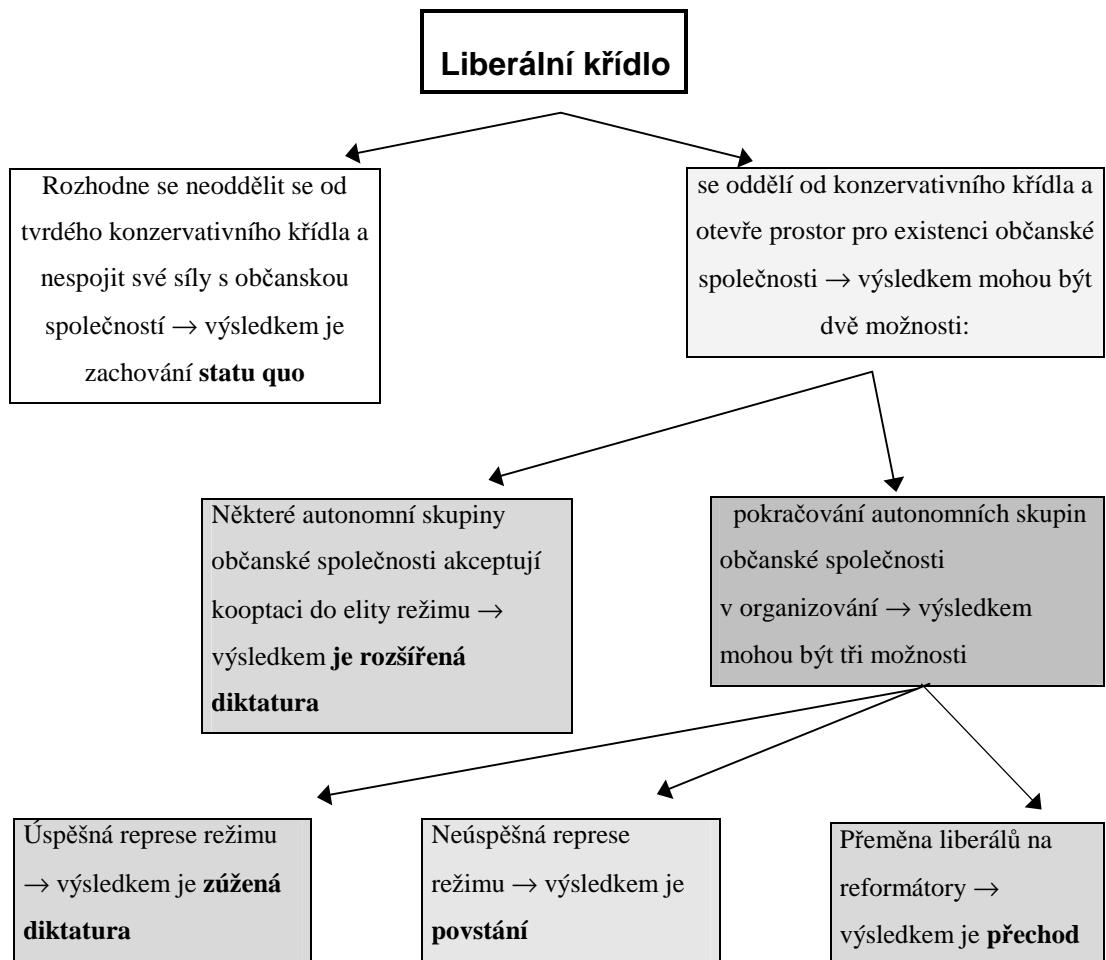 Liberální křídlo
Rozhodne se neoddělit se od
tvrdého konzervativního křídla a
nespojit své síly s občanskou
společností → výsledkem je
zachování statu quo
se oddělí od konzervativního křídla a
otevře prostor pro existenci občanské
společnosti → výsledkem mohou být
dvě možnosti:
Některé autonomní skupiny
občanské společnosti akceptují
kooptaci do elity režimu →
výsledkem je rozšířená
diktatura
pokračování autonomních skupin
občanské společnosti
v organizování → výsledkem
mohou být tři možnosti
Úspěšná represe režimu
→ výsledkem je zúžená
diktatura
Neúspěšná represe
režimu → výsledkem je
povstání
Přeměna liberálů na
reformátory →
výsledkem je přechod